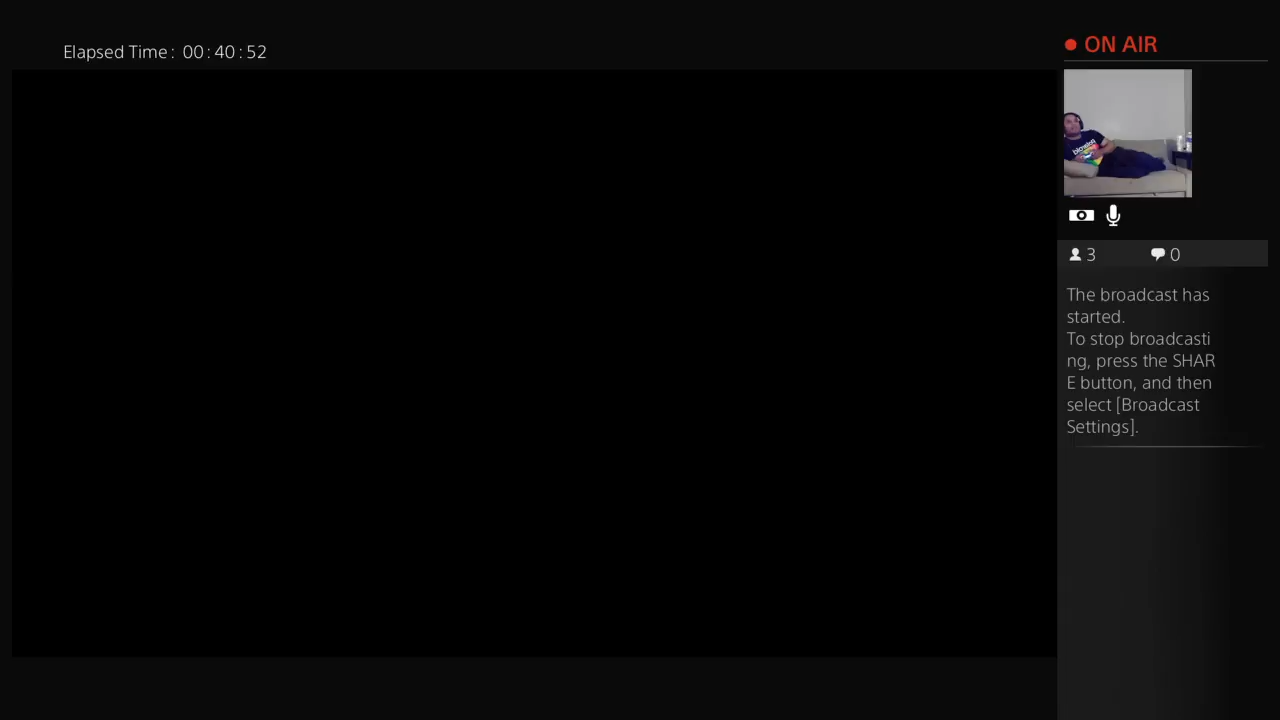 Elapsed Time: 00:40:52
ON AIR
3
0
The broadcast has
started.
To stop broadcasti
ng, press the SHAR
E button, and then
select [Broadcast
Settings].